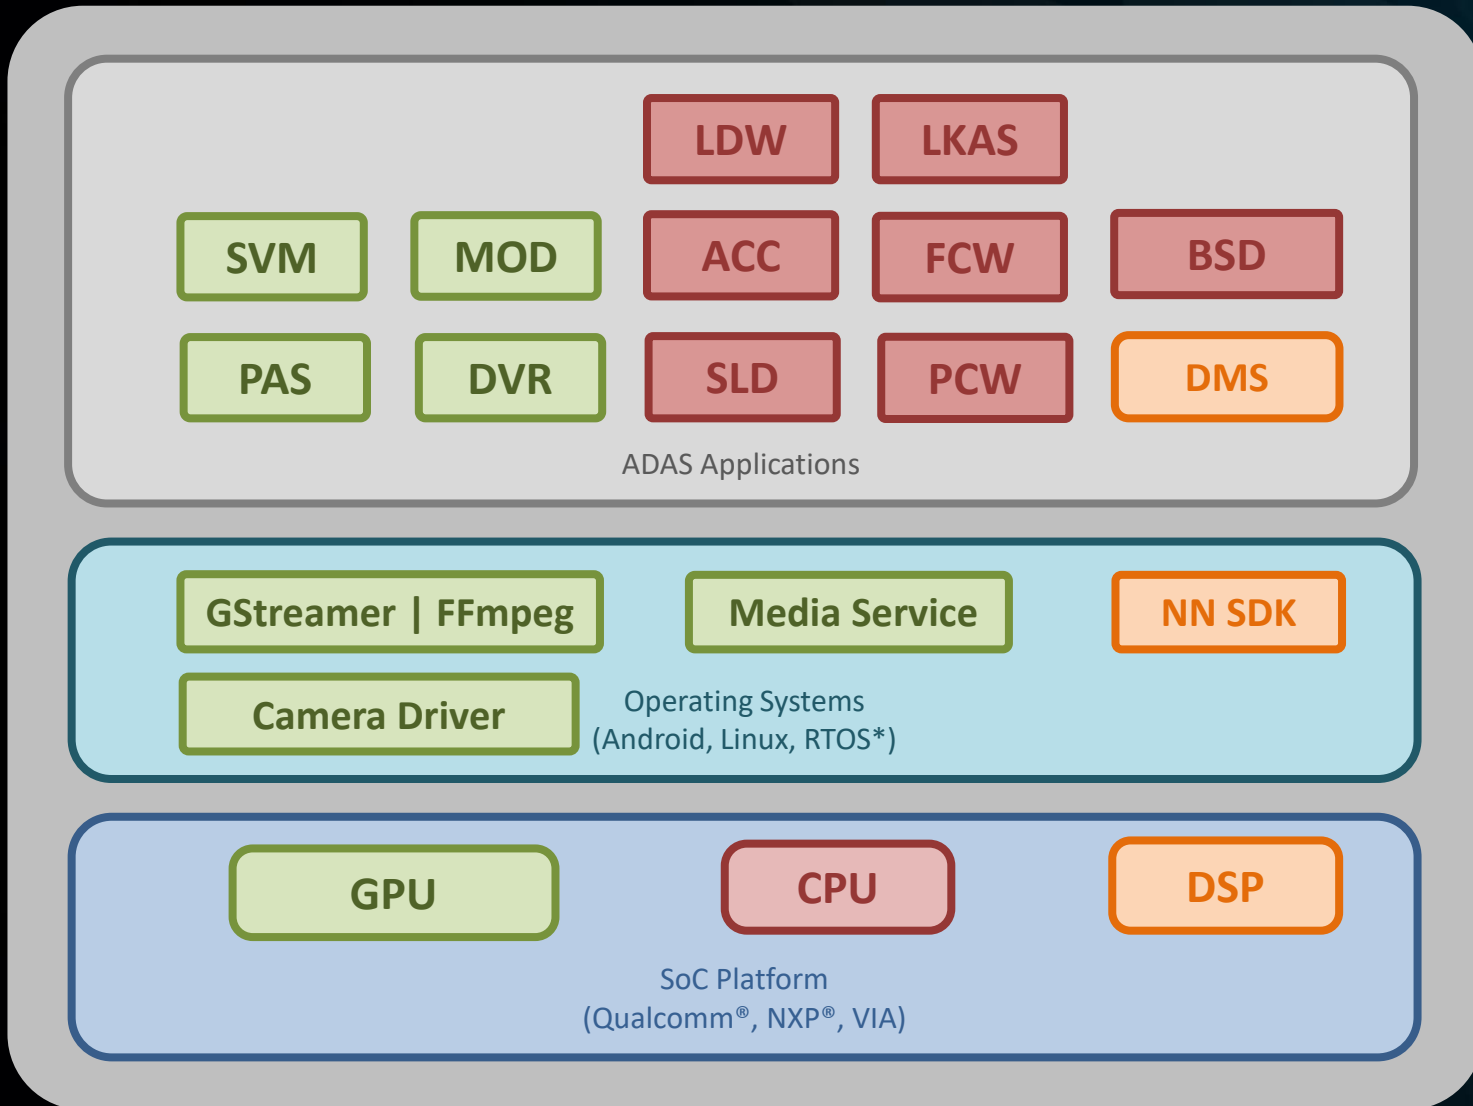 LDW
LKAS
SVM
MOD
ACC
FCW
BSD
PAS
DVR
SLD
PCW
DMS
ADAS Applications
GStreamer | FFmpeg
Media Service
NN SDK
Camera Driver
Operating Systems
(Android, Linux, RTOS*)
GPU
CPU
DSP
SoC Platform
(Qualcomm®, NXP®, VIA)